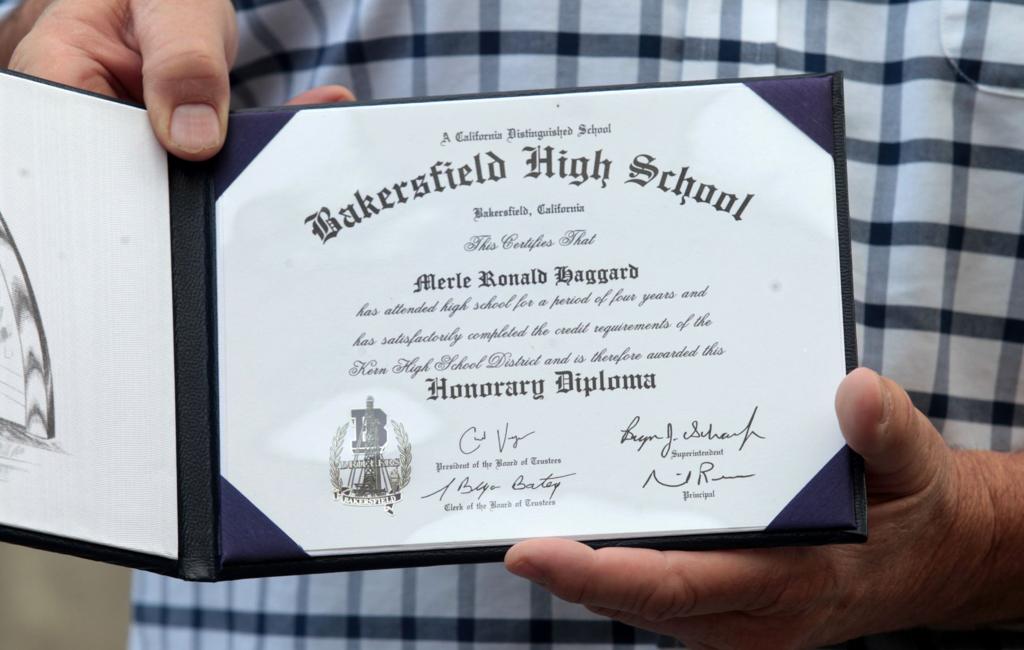 A California Distinguished School
Bakersfield High School
Bakersfield, California
This Certifies That
Merle Ronald Haggard
has attended high school for a period of four years and
has satisfactorily completed the credit requirements of the
Kern High School District and is therefore awarded this
Honorary Diploma
B
DRILLERS
BAKERSFIELD
President of the Board of Trustees
Superintendent
Clerk of the Board of Trustees
Principal